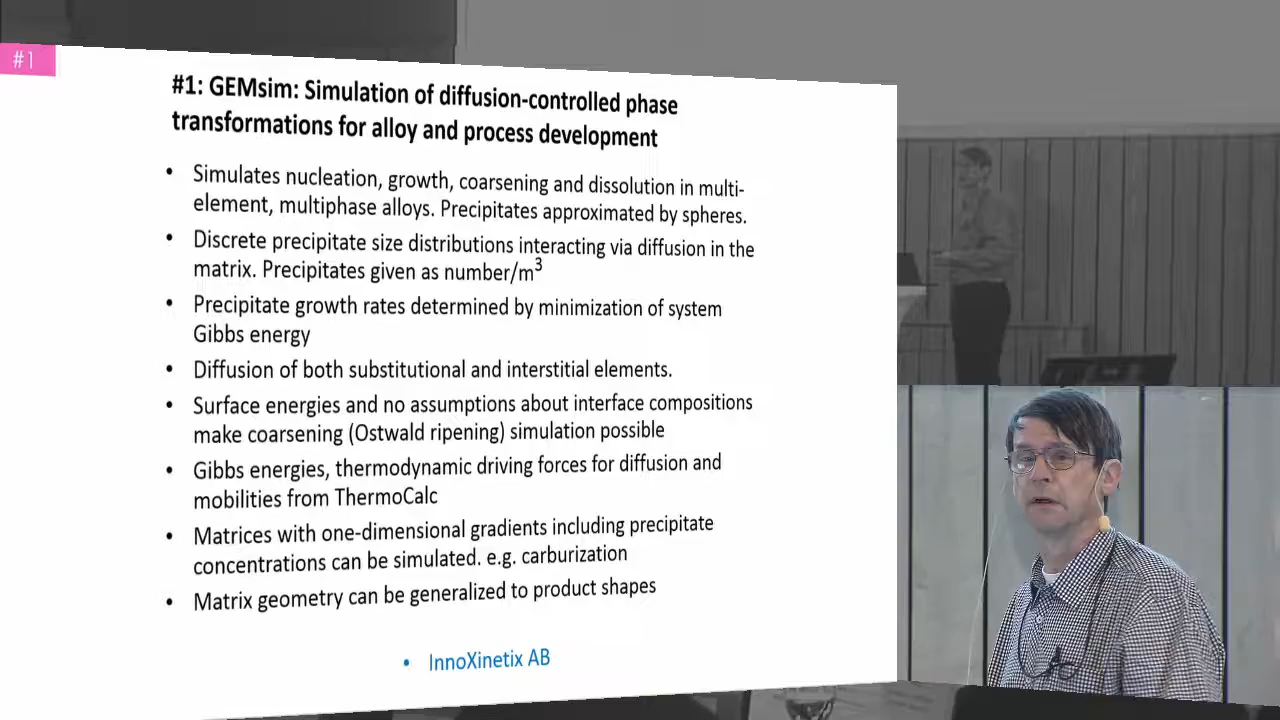 #1
#1: GEMsim: Simulation of diffusion-controlled phase
transformations for alloy and process development
• Simulates nucleation, growth, coarsening and dissolution in multi-
element, multiphase alloys. Precipitates approximated by spheres.
• Discrete precipitate size distributions interacting via diffusion in the
matrix. Precipitates given as number/m³
• Precipitate growth rates determined by minimization of system
Gibbs energy
• Diffusion of both substitutional and interstitial elements.
• Surface energies and no assumptions about interface compositions
make coarsening (Ostwald ripening) simulation possible
• Gibbs energies, thermodynamic driving forces for diffusion and
mobilities from ThermoCalc
• Matrices with one-dimensional gradients including precipitate
concentrations can be simulated. e.g. carburization
• Matrix geometry can be generalized to product shapes
• InnoXinetix AB